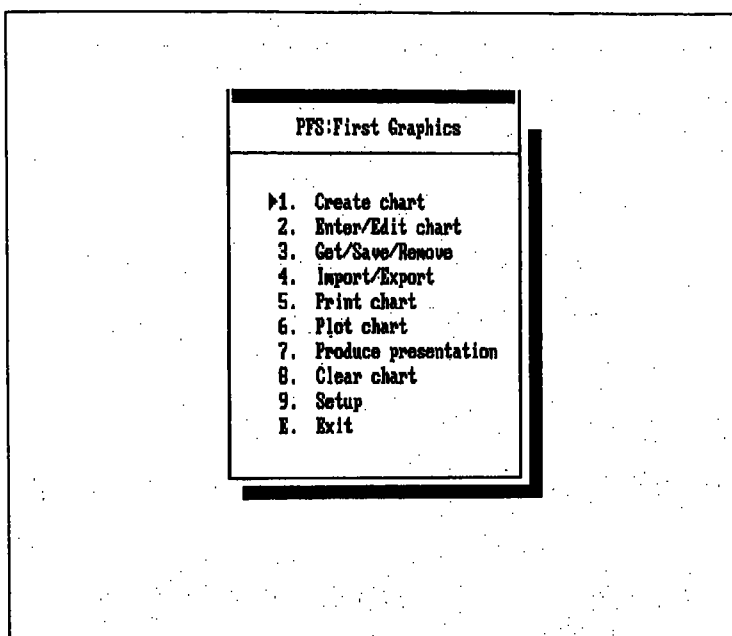 PFS:First Graphics
▶1. Create chart
2. Enter/Edit chart
3. Get/Save/Remove
4. Import/Export
5. Print chart
6. Plot chart
7. Produce presentation
8. Clear chart
9. Setup
E. Exit